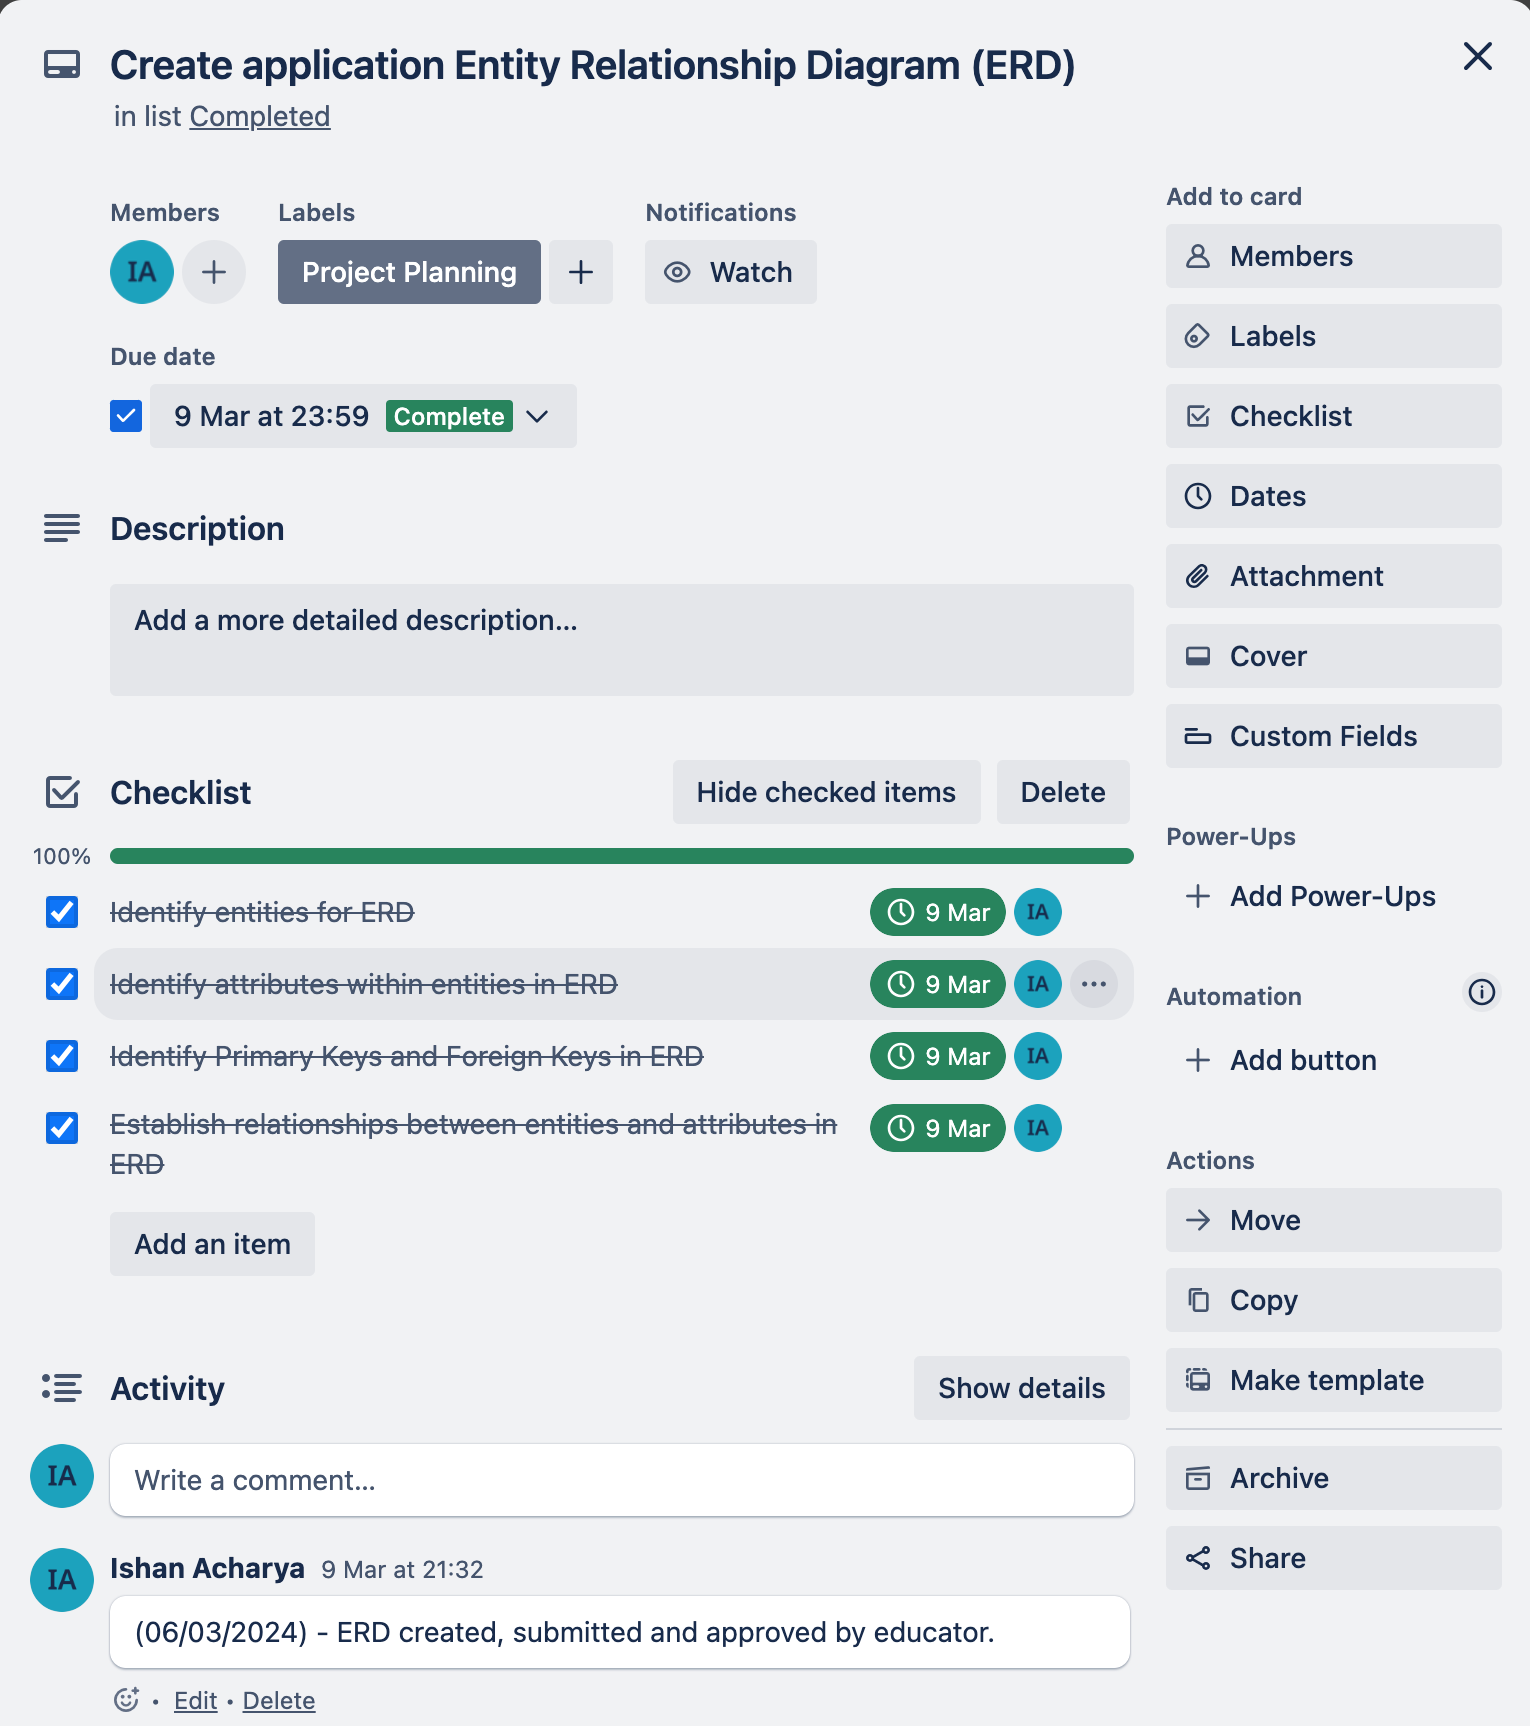 Create application Entity Relationship Diagram (ERD)
in list Completed
Members
Labels
Notifications
IA
Project Planning
Watch
Due date
9 Mar at 23:59 Complete
Description
Add a more detailed description...
Checklist
Hide checked items
Delete
100%
Identify entities for ERD
9 Mar
IA
Identify attributes within entities in ERD
9 Mar
IA
Identify Primary Keys and Foreign Keys in ERD
9 Mar
IA
Establish relationships between entities and attributes in
ERD
9 Mar
IA
Add an item
Activity
Show details
IA
Write a comment...
IA
Ishan Acharya 9 Mar at 21:32
(06/03/2024) - ERD created, submitted and approved by educator.
• Edit • Delete
Add to card
Members
Labels
Checklist
Dates
Attachment
Cover
Custom Fields
Power-Ups
Add Power-Ups
Automation
Add button
Actions
Move
Copy
Make template
Archive
Share